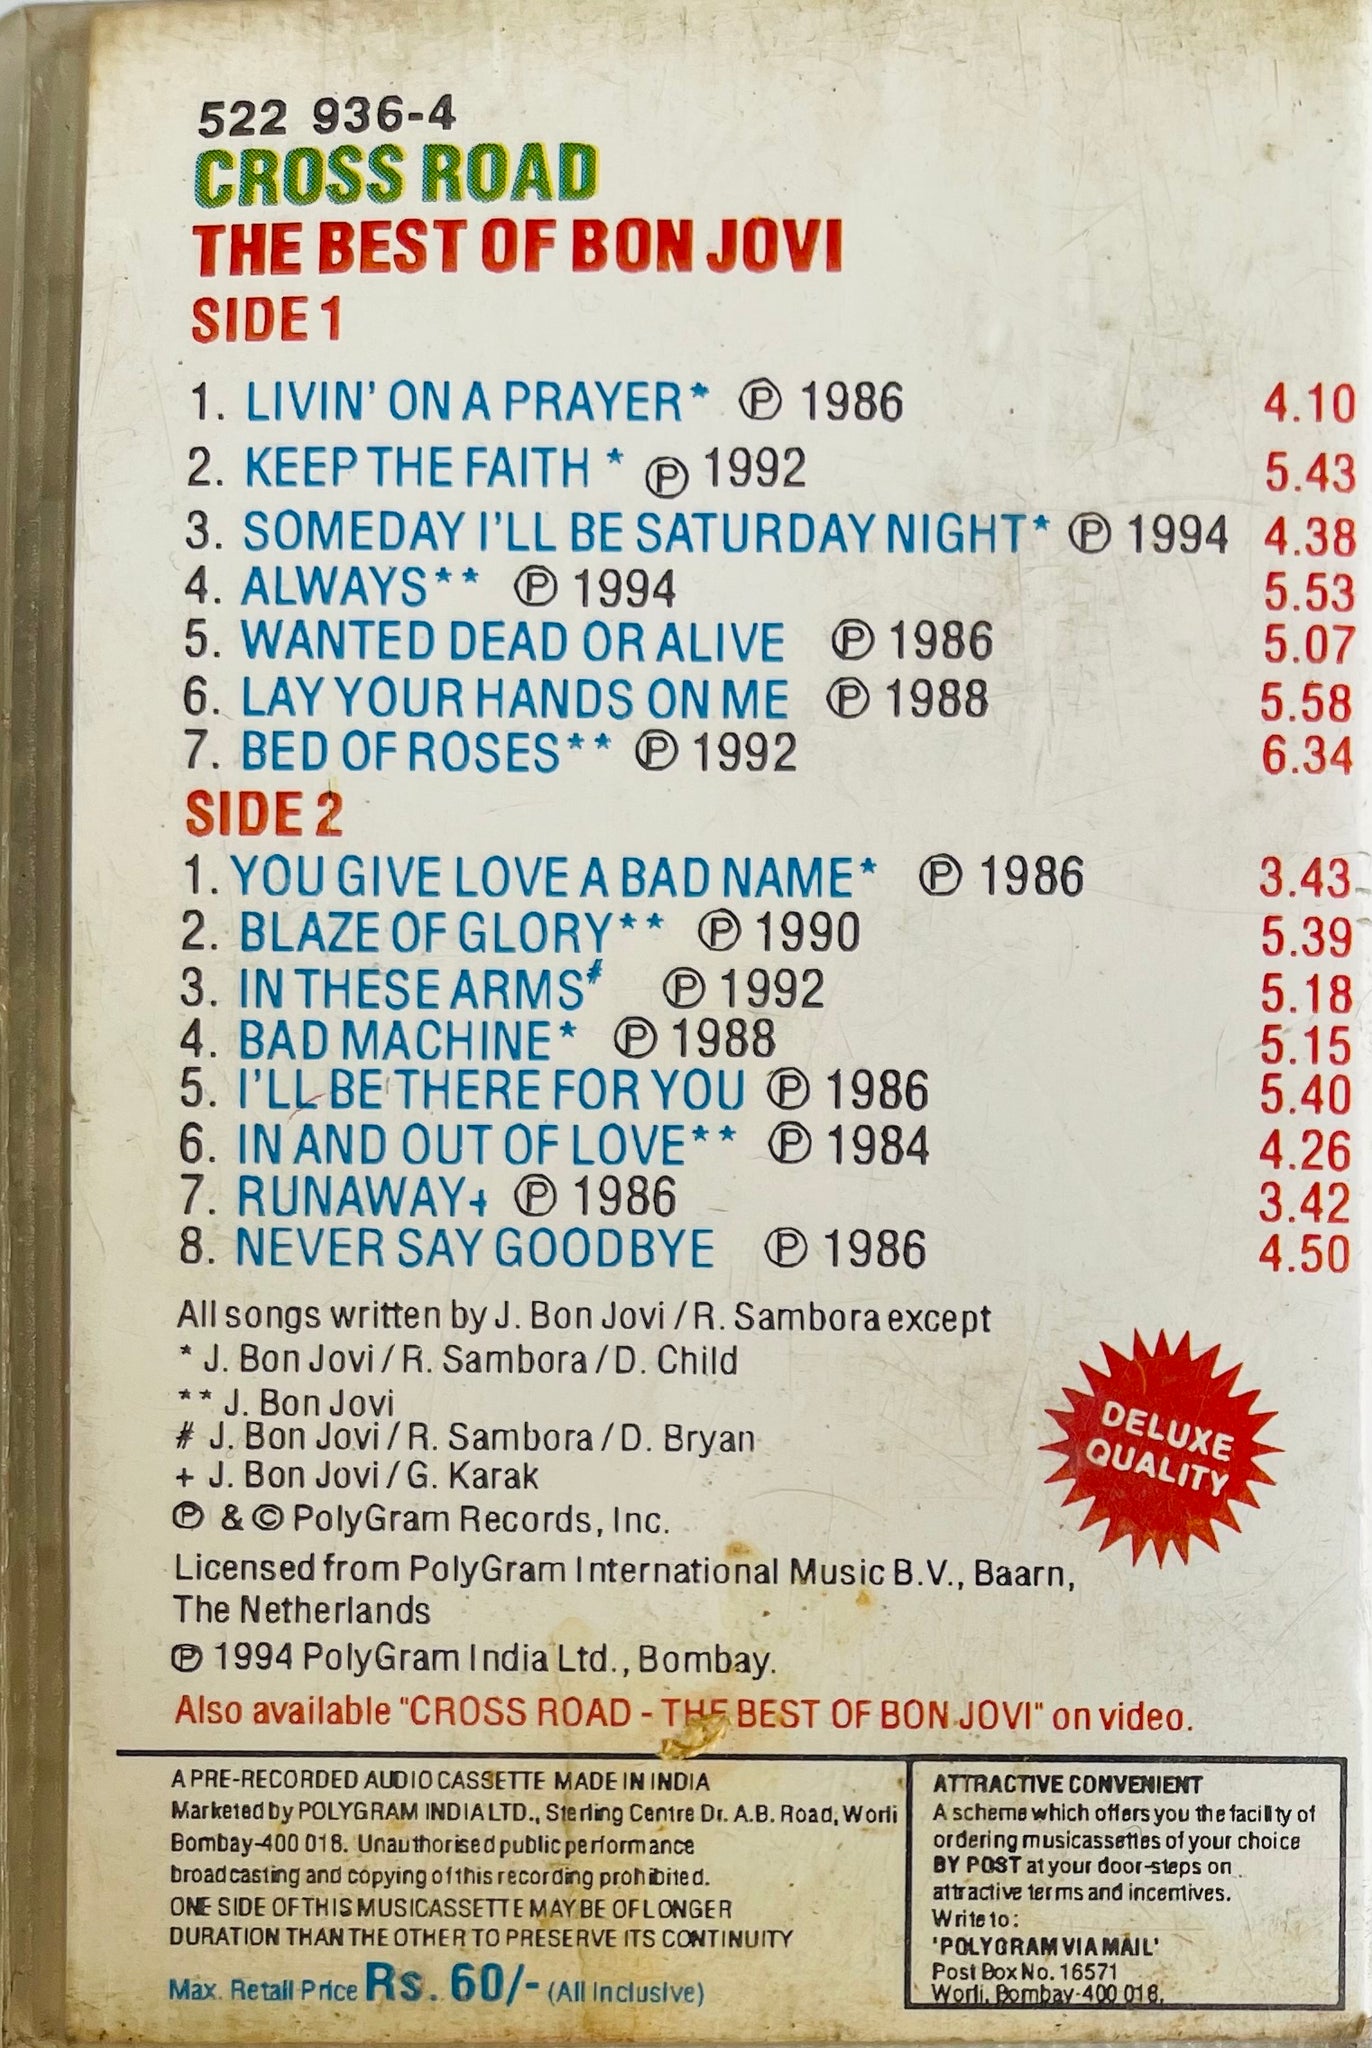 522 936-4
CROSS ROAD
THE BEST OF BON JOVI
SIDE 1
1. LIVIN' ON A PRAYER* ℗ 1986 4.10
2. KEEP THE FAITH * ℗ 1992 5.43
3. SOMEDAY I'LL BE SATURDAY NIGHT* ℗ 1994 4.38
4. ALWAYS** ℗ 1994 5.53
5. WANTED DEAD OR ALIVE ℗ 1986 5.07
6. LAY YOUR HANDS ON ME ℗ 1988 5.58
7. BED OF ROSES** ℗ 1992 6.34
SIDE 2
1. YOU GIVE LOVE A BAD NAME* ℗ 1986 3.43
2. BLAZE OF GLORY** ℗ 1990 5.39
3. IN THESE ARMS# ℗ 1992 5.18
4. BAD MACHINE* ℗ 1988 5.15
5. I'LL BE THERE FOR YOU ℗ 1986 5.40
6. IN AND OUT OF LOVE** ℗ 1984 4.26
7. RUNAWAY+ ℗ 1986 3.42
8. NEVER SAY GOODBYE ℗ 1986 4.50
All songs written by J. Bon Jovi / R. Sambora except
* J. Bon Jovi / R. Sambora / D. Child
** J. Bon Jovi
# J. Bon Jovi / R. Sambora / D. Bryan
+ J. Bon Jovi / G. Karak
℗ & © PolyGram Records, Inc.
Licensed from PolyGram International Music B.V., Baarn,
The Netherlands
℗ 1994 PolyGram India Ltd., Bombay.
DELUXE
QUALITY
Also available "CROSS ROAD - THE BEST OF BON JOVI" on video.
A PRE-RECORDED AUDIO CASSETTE MADE IN INDIA
Marketed by POLYGRAM INDIA LTD., Sterling Centre Dr. A.B. Road, Worli
Bombay-400 018. Unauthorised public performance
broadcasting and copying of this recording prohibited.
ONE SIDE OF THIS MUSICASSETTE MAY BE OF LONGER
DURATION THAN THE OTHER TO PRESERVE ITS CONTINUITY
Max. Retail Price Rs. 60/- (All Inclusive)
ATTRACTIVE CONVENIENT
A scheme which offers you the facility of
ordering musicassettes of your choice
BY POST at your door-steps on
attractive terms and incentives.
Write to:
'POLYGRAM VIA MAIL'
Post Box No. 16571
Worli, Bombay-400 018.